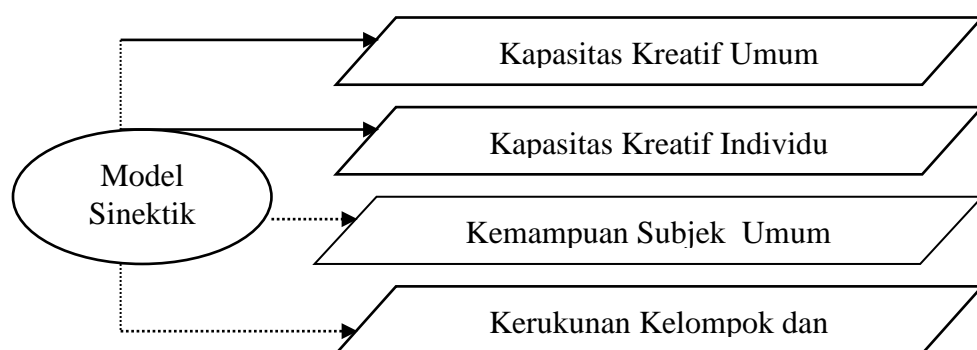 Kapasitas Kreatif Umum
Kapasitas Kreatif Individu
Model
Sinektik
Kemampuan Subjek Umum
Kerukunan Kelompok dan